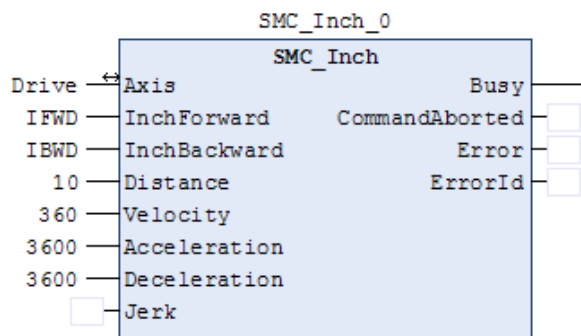 SMC_Inch_0
SMC_Inch
Drive Axis Busy
IFWD InchForward CommandAborted
IBWD InchBackward Error
10 Distance ErrorId
360 Velocity
3600 Acceleration
3600 Deceleration
Jerk